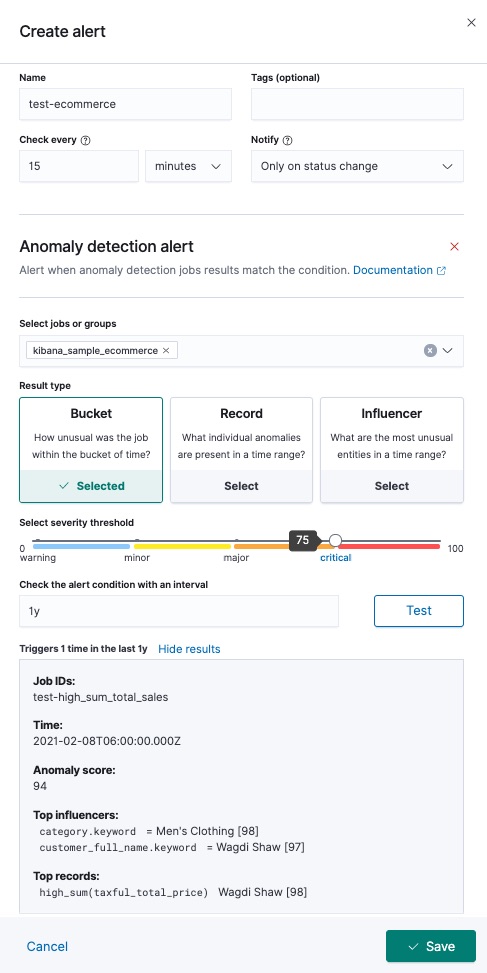 Create alert
Name
Tags (optional)
test-ecommerce
Check every
Notify
15
minutes
Only on status change
Anomaly detection alert
Alert when anomaly detection jobs results match the condition. Documentation
Select jobs or groups
kibana_sample_ecommerce
Result type
Bucket
How unusual was the job
within the bucket of time?
Selected
Record
What individual anomalies
are present in a time range?
Select
Influencer
What are the most unusual
entities in a time range?
Select
Select severity threshold
75
0
100
warning
minor
major
critical
Check the alert condition with an interval
1y
Test
Triggers 1 time in the last 1y Hide results
Job IDs:
test-high_sum_total_sales
Time:
2021-02-08T06:00:00.000Z
Anomaly score:
94
Top influencers:
category.keyword = Men's Clothing [98]
customer_full_name.keyword = Wagdi Shaw [97]
Top records:
high_sum(taxful_total_price) Wagdi Shaw [98]
Cancel
Save